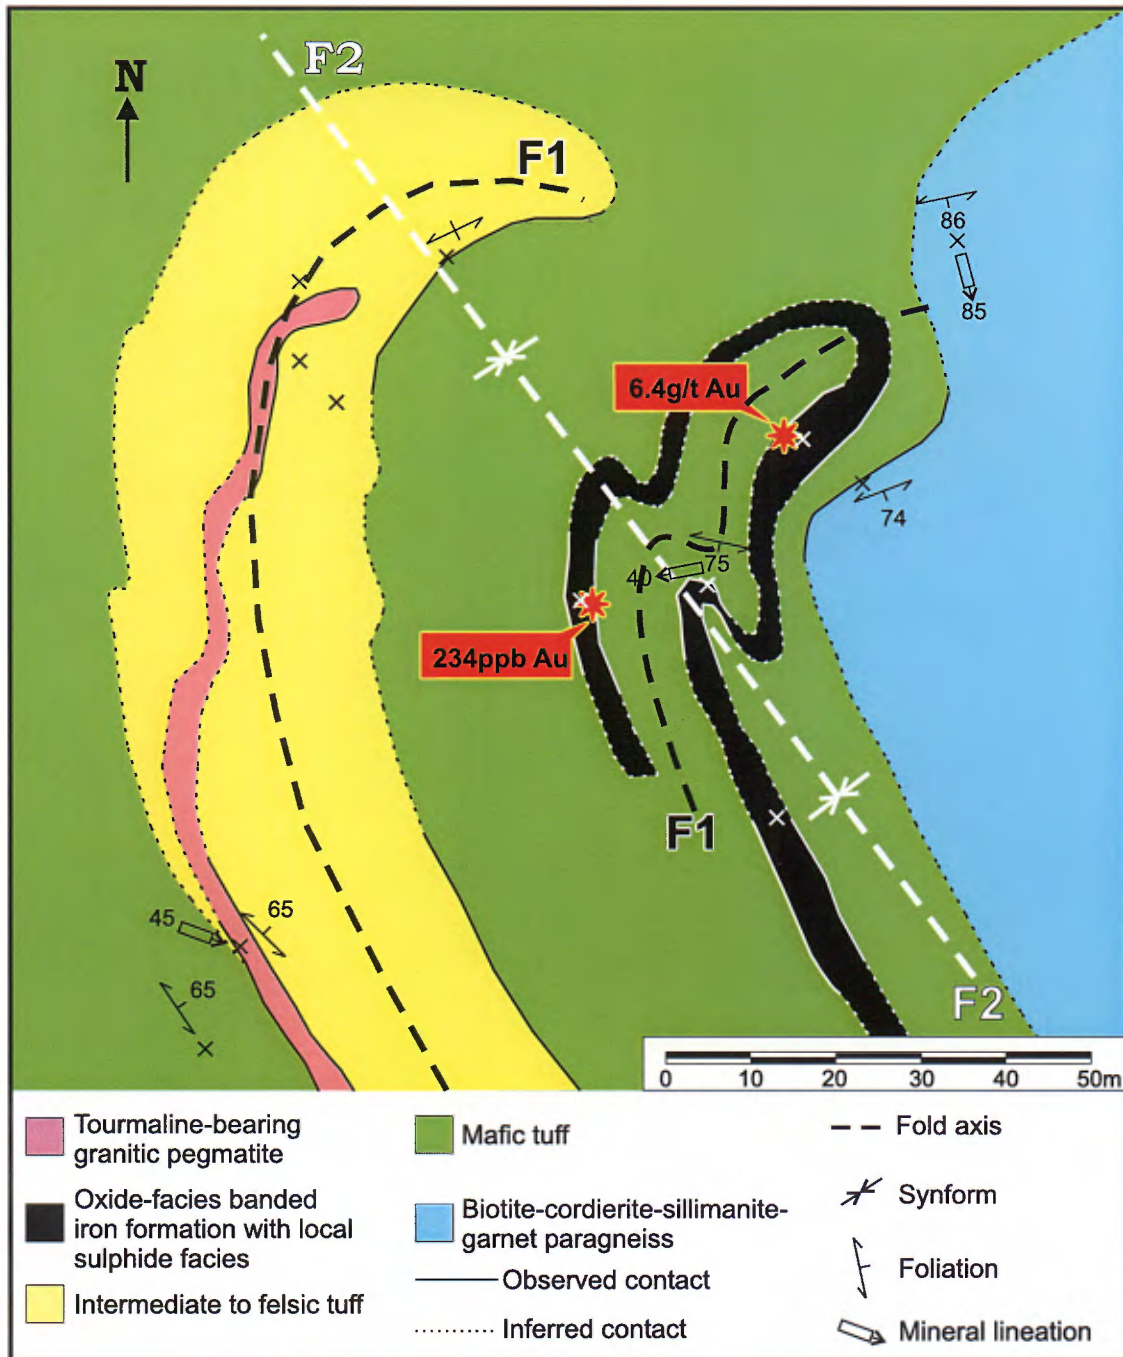 F2
N
F1
86
85
6.4g/t Au
74
75
40
234ppb Au
F1
45
65
65
F2
0 10 20 30 40 50m
Tourmaline-bearing
granitic pegmatite
Oxide-facies banded
iron formation with local
sulphide facies
Intermediate to felsic tuff
Mafic tuff
Biotite-cordierite-sillimanite-
garnet paragneiss
Observed contact
Inferred contact
Fold axis
Synform
Foliation
Mineral lineation